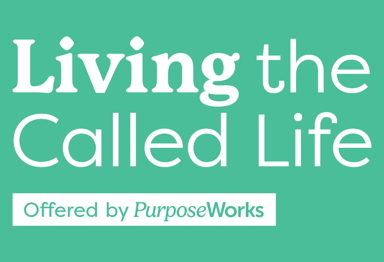 Living the
Called Life
Offered by PurposeWorks